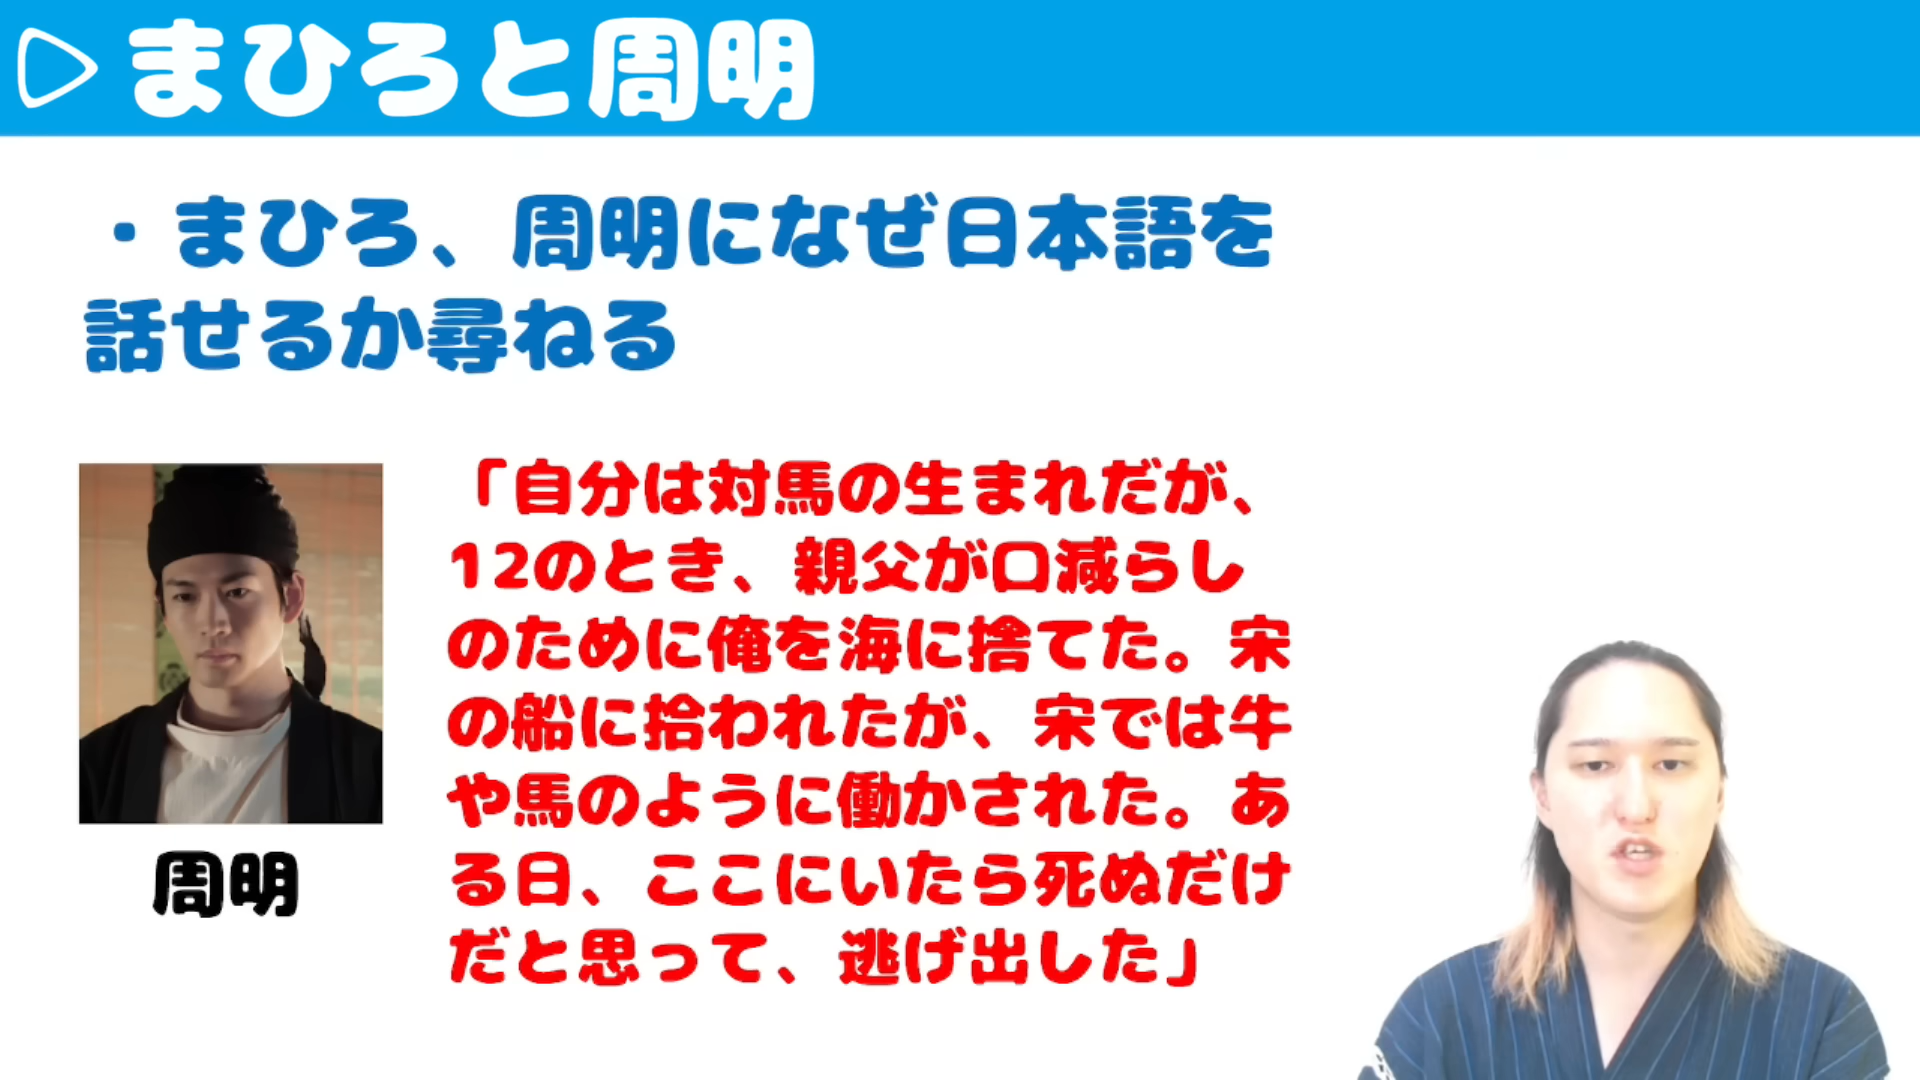 まひろと周明
・まひろ、周明になぜ日本語を
話せるか尋ねる
「自分は対馬の生まれだが、
12のとき、親父が口減らし
のために俺を海に捨てた。宋
の船に拾われたが、宋では牛
や馬のように働かされた。あ
る日、ここにいたら死ぬだけ
だと思って、逃げ出した」
周明